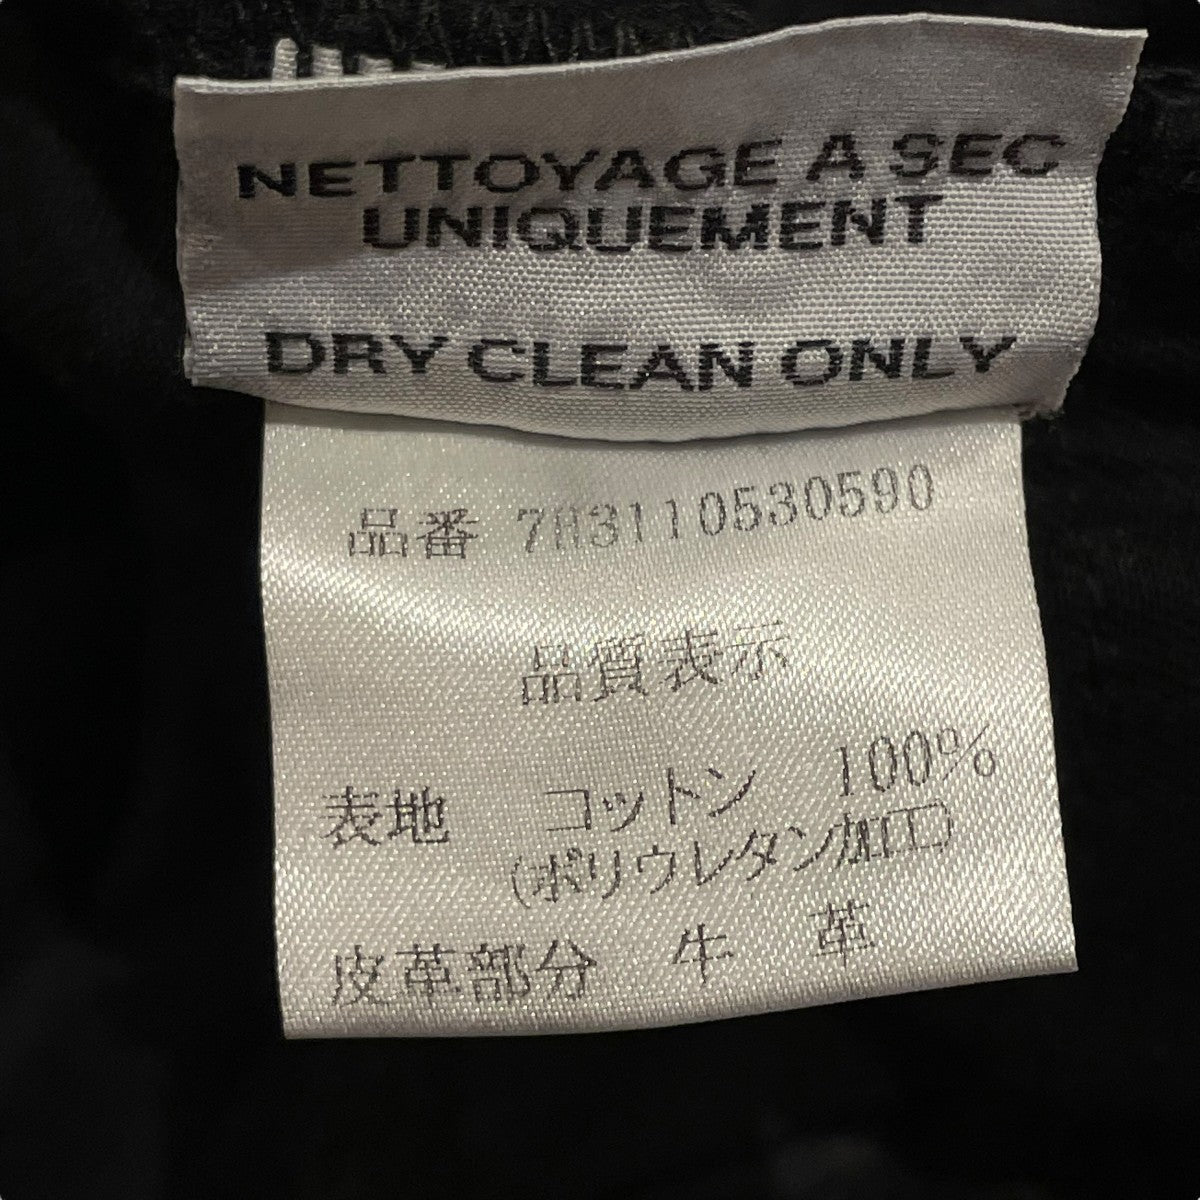 NETTOYAGE A SEC
UNIQUEMENT
DRY CLEAN ONLY
品番 7H3110530590
品質表示
表地 コットン 100%
(ポリウレタン加工)
皮革部分 牛 革